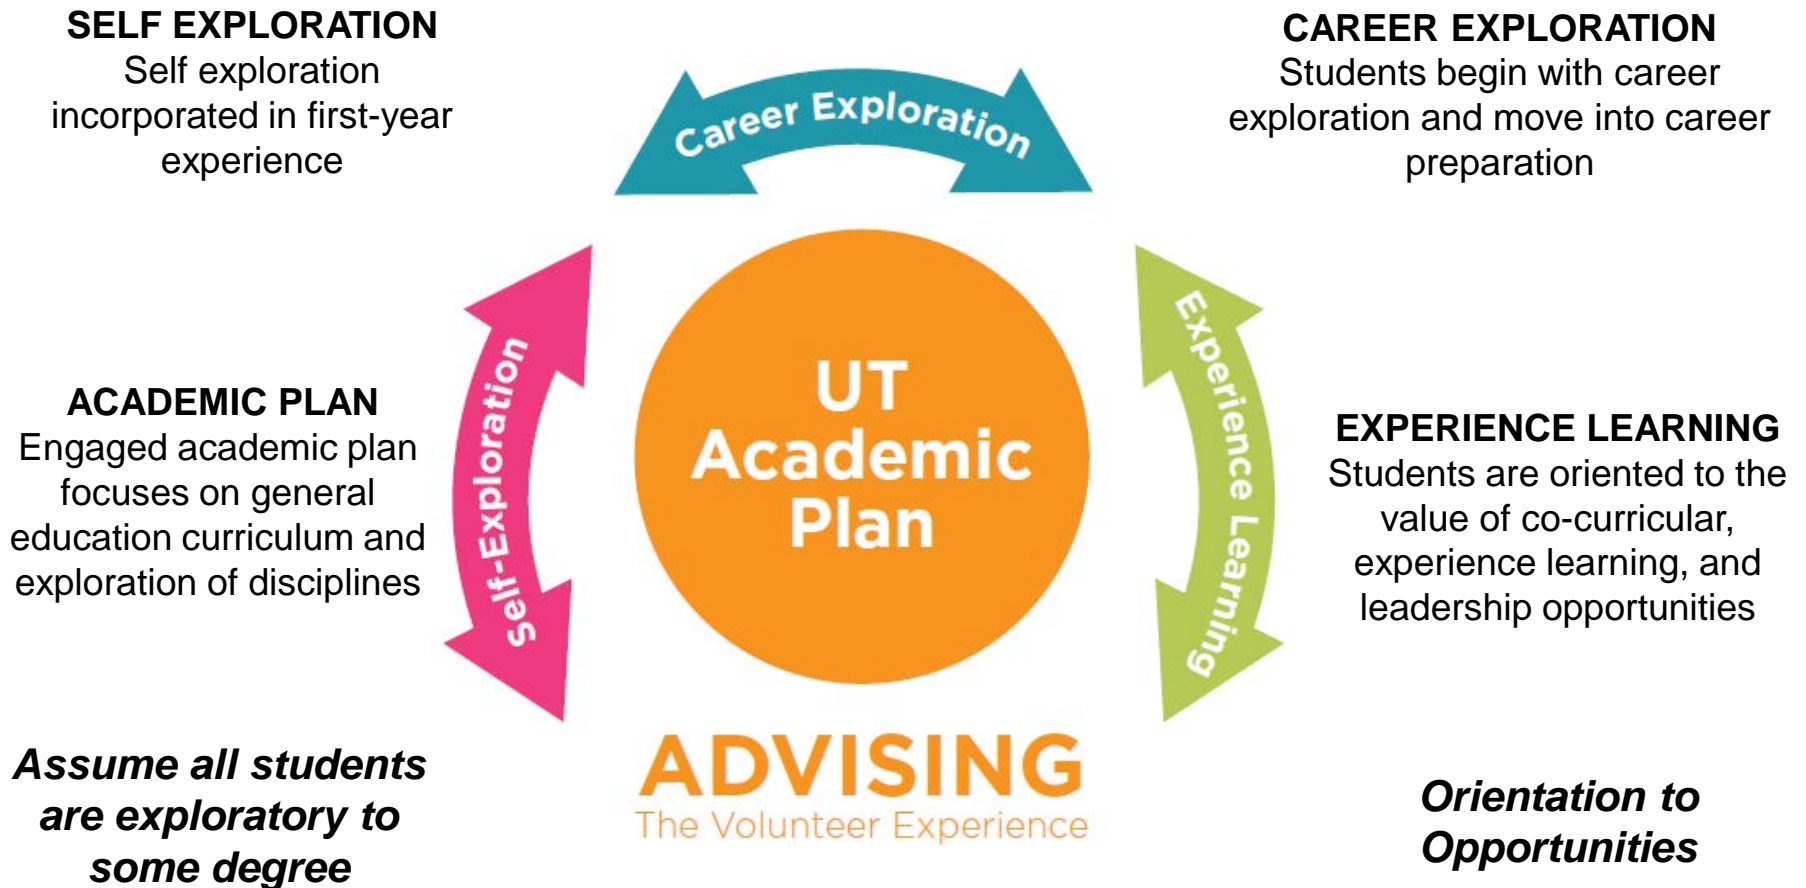 SELF EXPLORATION
Self exploration
incorporated in first-year
experience
CAREER EXPLORATION
Students begin with career
exploration and move into career
preparation
Career Exploration
Self-Exploration
UT
Academic
Plan
Experience Learning
ACADEMIC PLAN
Engaged academic plan
focuses on general
education curriculum and
exploration of disciplines
EXPERIENCE LEARNING
Students are oriented to the
value of co-curricular,
experience learning, and
leadership opportunities
Assume all students
are exploratory to
some degree
ADVISING
The Volunteer Experience
Orientation to
Opportunities